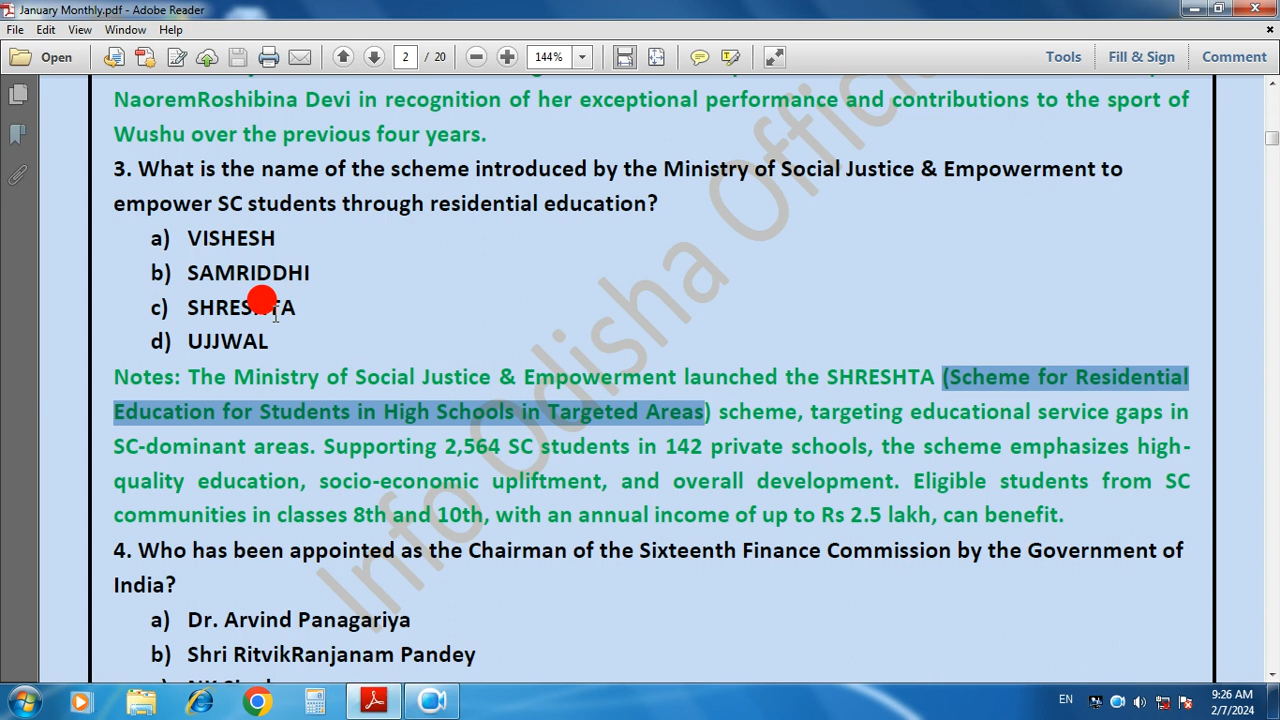 January Monthly.pdf - Adobe Reader
File Edit View Window Help
Open 2 / 20 144% Tools Fill & Sign Comment
NaoremRoshibina Devi in recognition of her exceptional performance and contributions to the sport of
Wushu over the previous four years.
3. What is the name of the scheme introduced by the Ministry of Social Justice & Empowerment to
empower SC students through residential education?
a) VISHESH
b) SAMRIDDHI
c) SHRESHTA
d) UJJWAL
Notes: The Ministry of Social Justice & Empowerment launched the SHRESHTA (Scheme for Residential
Education for Students in High Schools in Targeted Areas) scheme, targeting educational service gaps in
SC-dominant areas. Supporting 2,564 SC students in 142 private schools, the scheme emphasizes high-
quality education, socio-economic upliftment, and overall development. Eligible students from SC
communities in classes 8th and 10th, with an annual income of up to Rs 2.5 lakh, can benefit.
4. Who has been appointed as the Chairman of the Sixteenth Finance Commission by the Government of
India?
a) Dr. Arvind Panagariya
b) Shri RitvikRanjanam Pandey
Info Odisha Official
EN
9:26 AM
2/7/2024